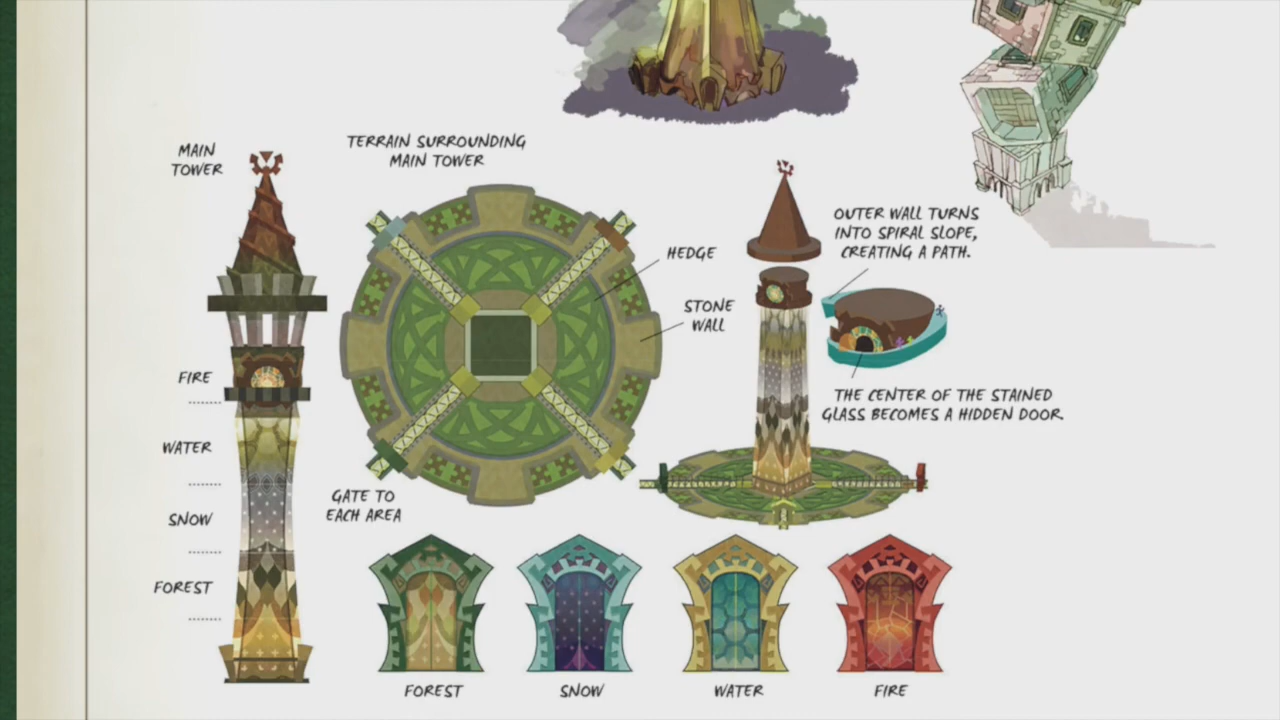 MAIN
TOWER
TERRAIN SURROUNDING
MAIN TOWER
HEDGE
STONE
WALL
OUTER WALL TURNS
INTO SPIRAL SLOPE,
CREATING A PATH.
THE CENTER OF THE STAINED
GLASS BECOMES A HIDDEN DOOR.
FIRE
WATER
SNOW
FOREST
GATE TO
EACH AREA
FOREST
SNOW
WATER
FIRE